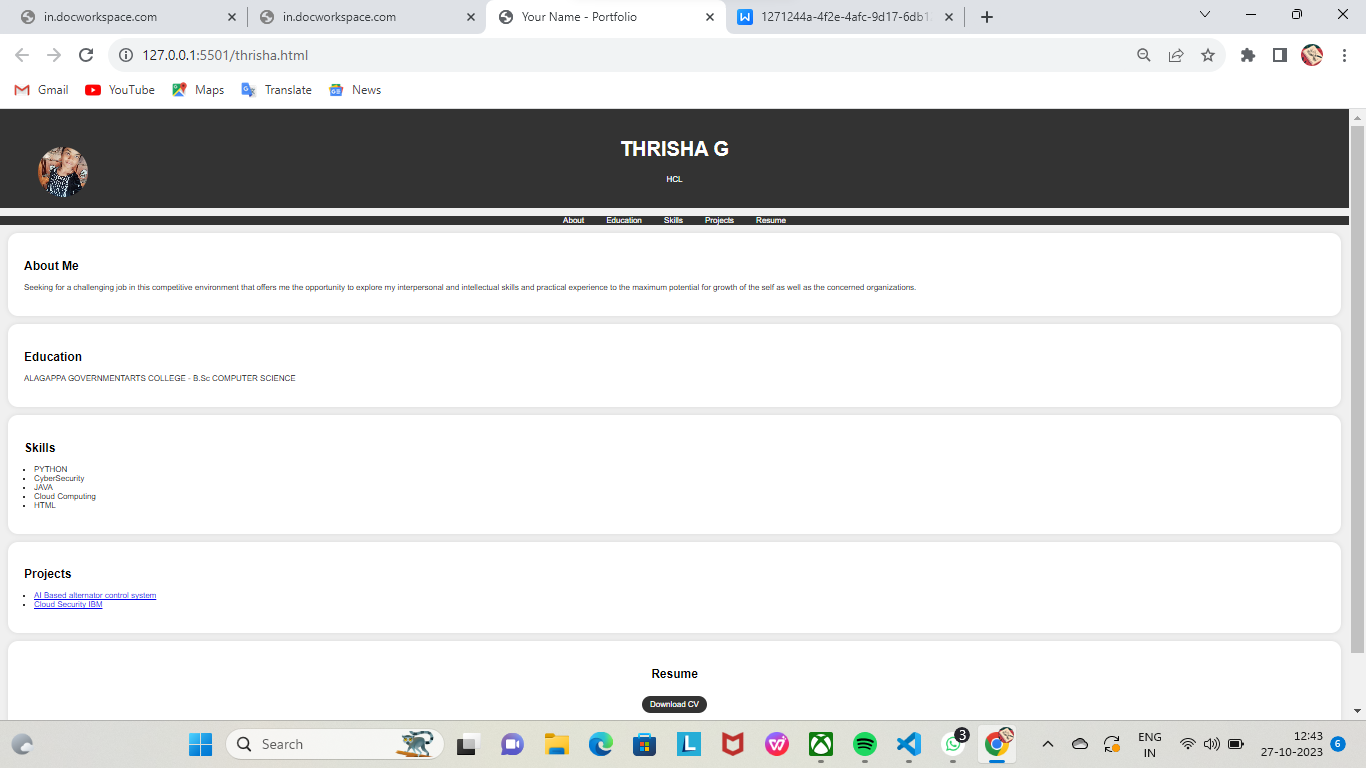 in.docworkspace.com
in.docworkspace.com
Your Name - Portfolio
1271244a-4f2e-4afc-9d17-6db1
127.0.0.1:5501/thrisha.html
Gmail
YouTube
Maps
Translate
News
THRISHA G
HCL
About Education Skills Projects Resume
About Me
Seeking for a challenging job in this competitive environment that offers me the opportunity to explore my interpersonal and intellectual skills and practical experience to the maximum potential for growth of the self as well as the concerned organizations.
Education
ALAGAPPA GOVERNMENTARTS COLLEGE - B.Sc COMPUTER SCIENCE
Skills
PYTHON
CyberSecurity
JAVA
Cloud Computing
HTML
Projects
AI Based alternator control system
Cloud Security IBM
Resume
Download CV
Search
3
ENG
IN
12:43
27-10-2023
6